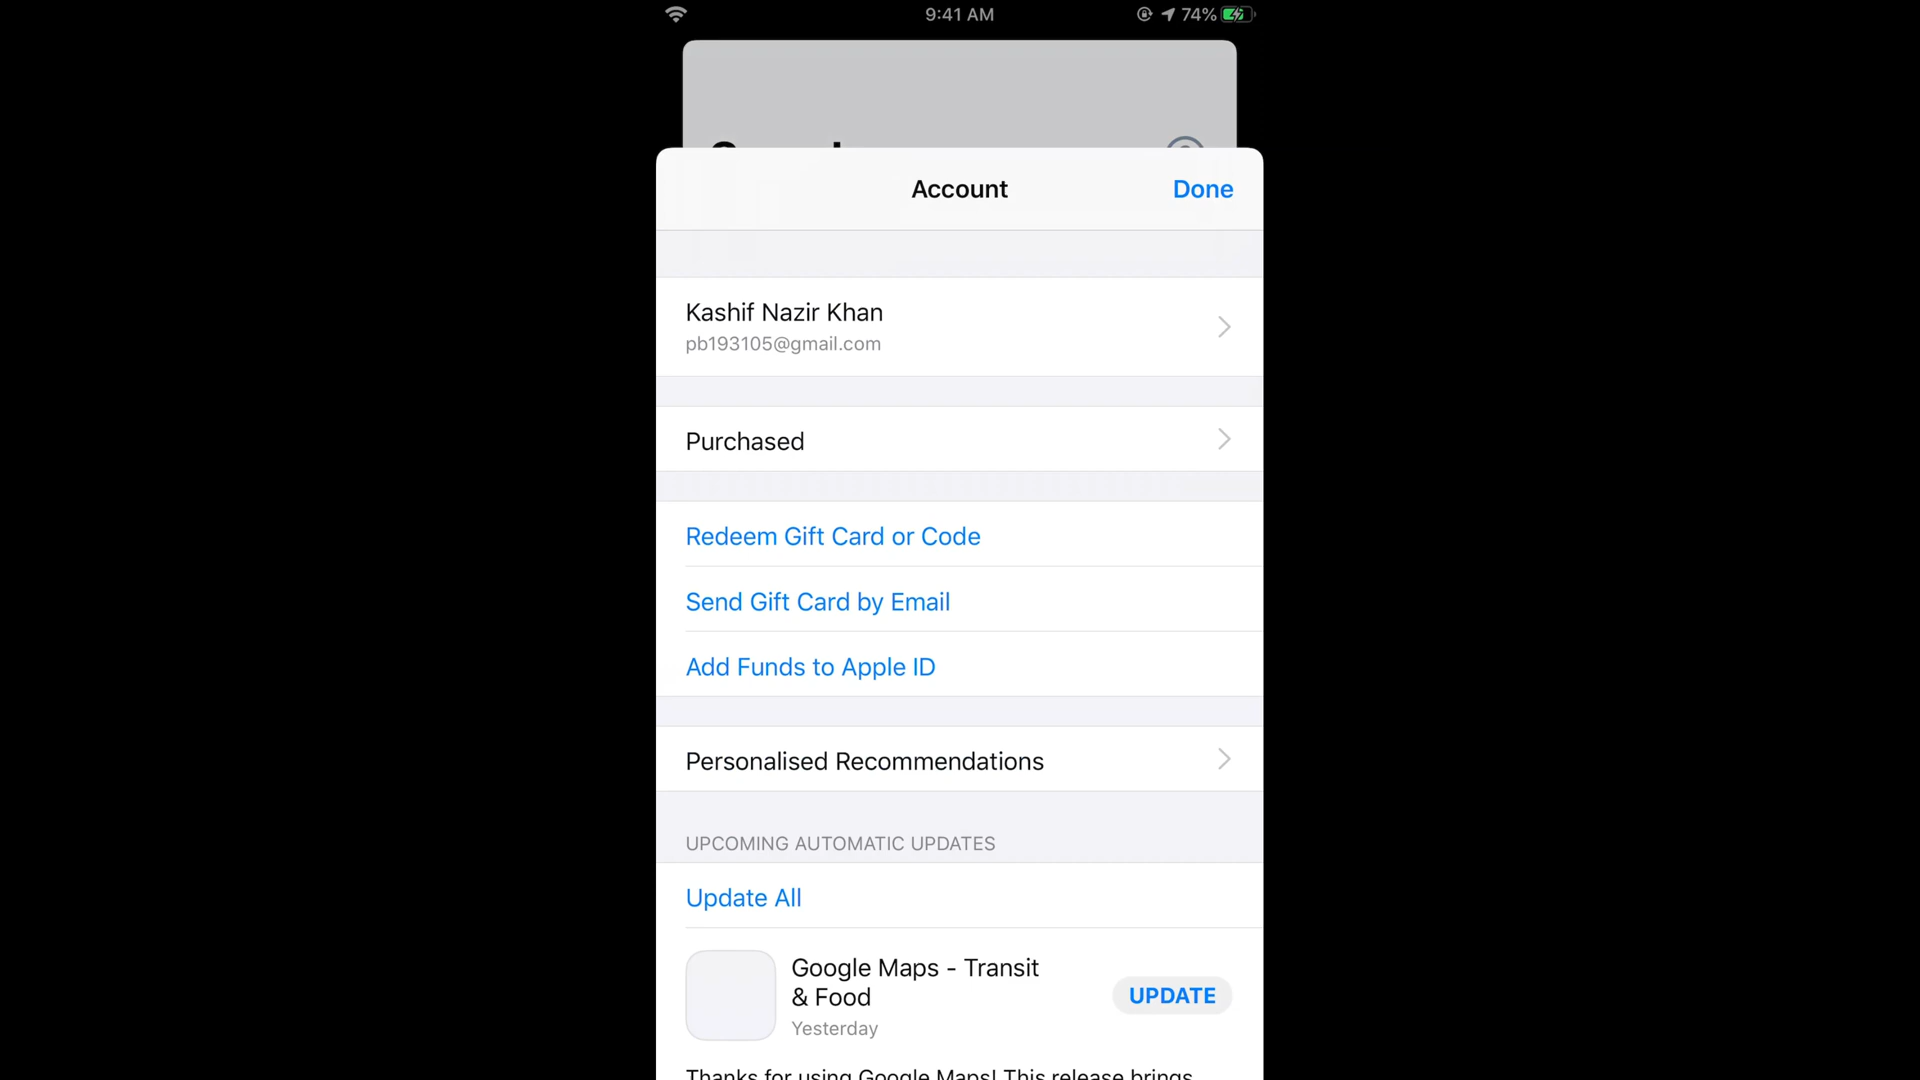 9:41 AM
74%
Account
Done
Kashif Nazir Khan
pb193105@gmail.com
Purchased
Redeem Gift Card or Code
Send Gift Card by Email
Add Funds to Apple ID
Personalised Recommendations
UPCOMING AUTOMATIC UPDATES
Update All
Google Maps - Transit
& Food
UPDATE
Yesterday
Thanks for using Google Maps! This release brings